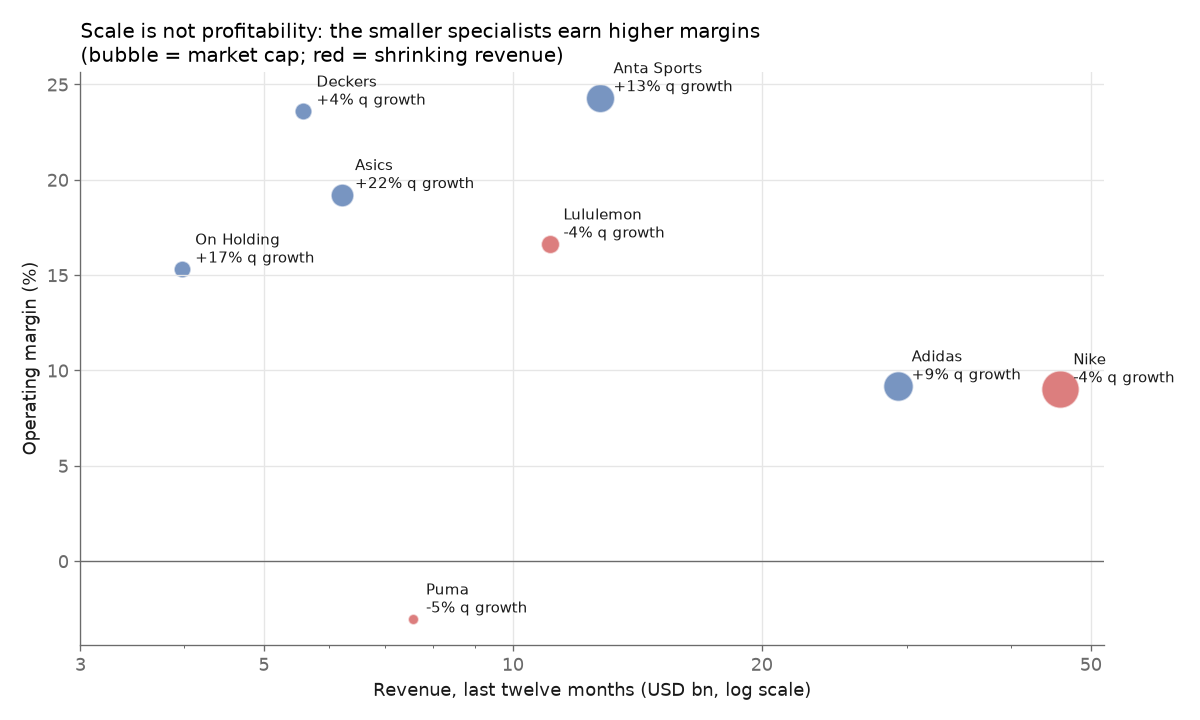 Scale is not profitability: the smaller specialists earn higher margins
(bubble = market cap; red = shrinking revenue)
Anta Sports
+13% q growth
Deckers
+4% q growth
Asics
+22% q growth
Lululemon
-4% q growth
On Holding
+17% q growth
Adidas
+9% q growth
Nike
-4% q growth
Puma
-5% q growth
Operating margin (%)
25
20
15
10
5
0
3
5
10
20
50
Revenue, last twelve months (USD bn, log scale)